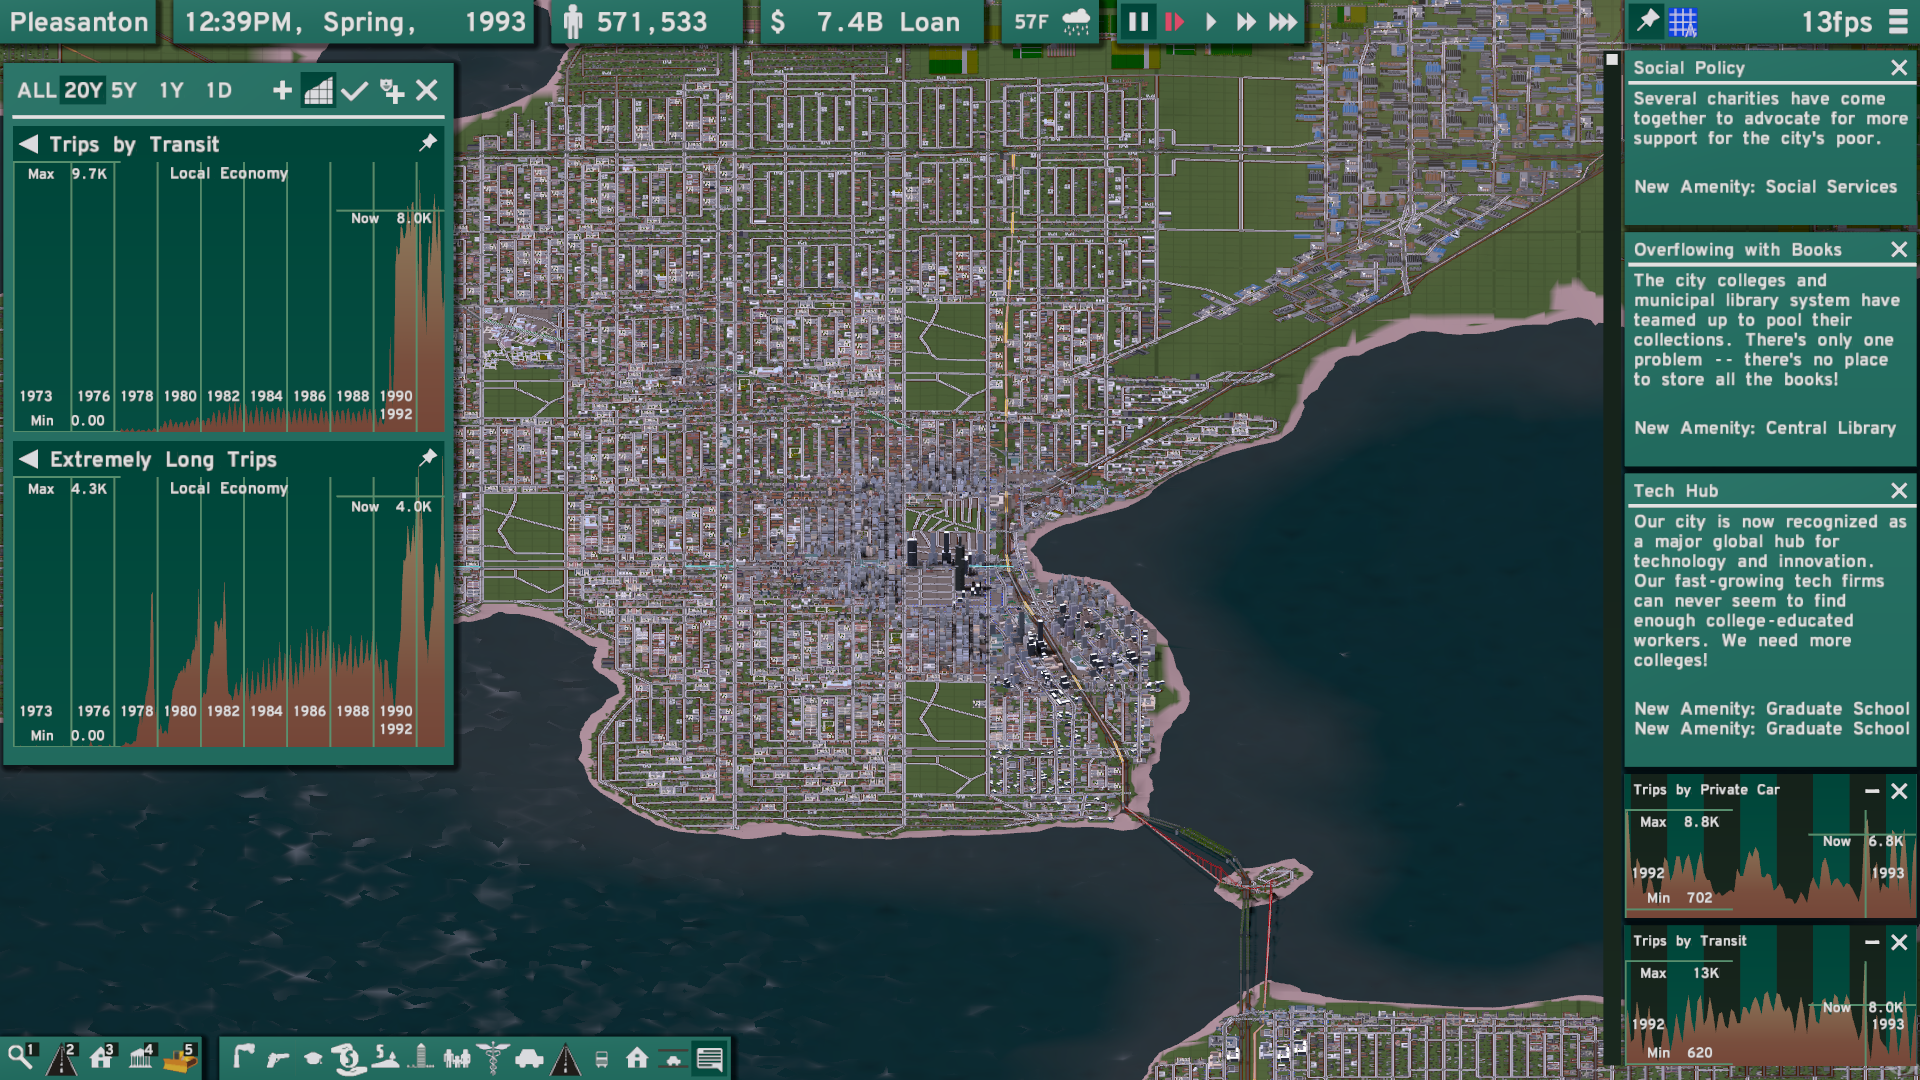 Pleasanton
12:39PM, Spring, 1993
571,533
$ 7.4B Loan
57F
13fps
ALL 20Y 5Y 1Y 1D
Trips by Transit
Max 9.7K Local Economy
Now 8.0K
1973 1976 1978 1980 1982 1984 1986 1988 1990
1992
Min 0.00
Extremely Long Trips
Max 4.3K Local Economy
Now 4.0K
1973 1976 1978 1980 1982 1984 1986 1988 1990
1992
Min 0.00
Social Policy
Several charities have come
together to advocate for more
support for the city's poor.
New Amenity: Social Services
Overflowing with Books
The city colleges and
municipal library system have
teamed up to pool their
collections. There's only one
problem -- there's no place
to store all the books!
New Amenity: Central Library
Tech Hub
Our city is now recognized as
a major global hub for
technology and innovation.
Our fast-growing tech firms
can never seem to find
enough college-educated
workers. We need more
colleges!
New Amenity: Graduate School
New Amenity: Graduate School
Trips by Private Car
Max 8.8K
Now 6.8K
1992 1993
Min 702
Trips by Transit
Max 13K
Now 8.0K
1992 1993
Min 620
1 2 3 4 5
5